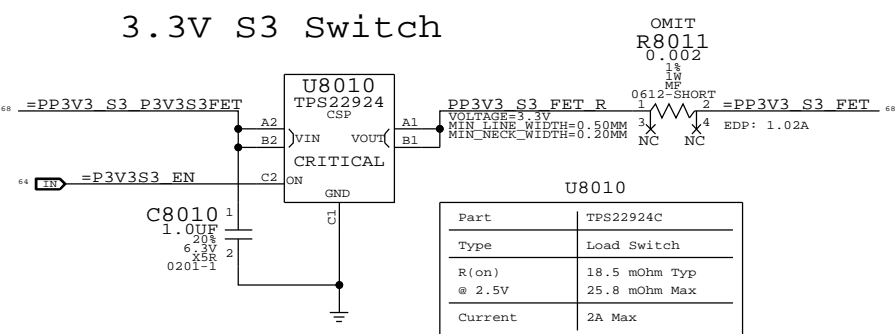 3.3V S3 Switch
OMIT
R8011
0.002
1%
1W
MF
0612-SHORT
U8010
TPS22924
CSP
68 =PP3V3_S3_P3V3S3FET
PP3V3_S3_FET_R
VOLTAGE=3.3V
MIN_LINE_WIDTH=0.50MM
MIN_NECK_WIDTH=0.20MM
1 2
=PP3V3_S3_FET 68
3 4
NC NC
EDP: 1.02A
A2 A1
B2 VIN VOUT B1
CRITICAL
64 IN =P3V3S3_EN C2 ON
GND
C1
C8010 1
1.0UF
20%
6.3V
X5R 2
0201-1
U8010
Part TPS22924C
Type Load Switch
R(on) 18.5 mOhm Typ
@ 2.5V 25.8 mOhm Max
Current 2A Max